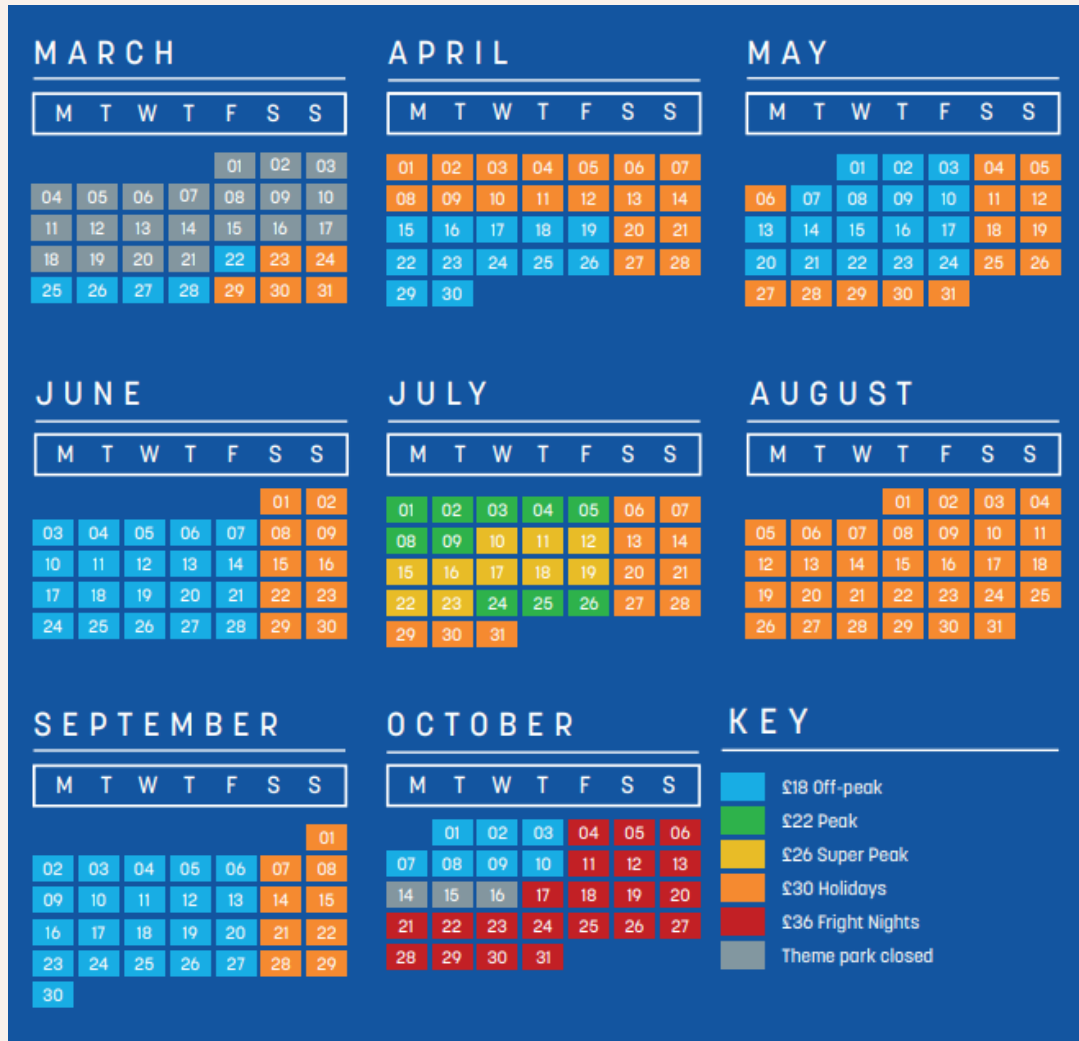 MARCH
M T W T F S S
01 02 03
04 05 06 07 08 09 10
11 12 13 14 15 16 17
18 19 20 21 22 23 24
25 26 27 28 29 30 31
APRIL
M T W T F S S
01 02 03 04 05 06 07
08 09 10 11 12 13 14
15 16 17 18 19 20 21
22 23 24 25 26 27 28
29 30
MAY
M T W T F S S
01 02 03 04 05
06 07 08 09 10 11 12
13 14 15 16 17 18 19
20 21 22 23 24 25 26
27 28 29 30 31
JUNE
M T W T F S S
01 02
03 04 05 06 07 08 09
10 11 12 13 14 15 16
17 18 19 20 21 22 23
24 25 26 27 28 29 30
JULY
M T W T F S S
01 02 03 04 05 06 07
08 09 10 11 12 13 14
15 16 17 18 19 20 21
22 23 24 25 26 27 28
29 30 31
AUGUST
M T W T F S S
01 02 03 04
05 06 07 08 09 10 11
12 13 14 15 16 17 18
19 20 21 22 23 24 25
26 27 28 29 30 31
SEPTEMBER
M T W T F S S
01
02 03 04 05 06 07 08
09 10 11 12 13 14 15
16 17 18 19 20 21 22
23 24 25 26 27 28 29
30
OCTOBER
M T W T F S S
01 02 03 04 05 06
07 08 09 10 11 12 13
14 15 16 17 18 19 20
21 22 23 24 25 26 27
28 29 30 31
KEY
£18 Off-peak
£22 Peak
£26 Super Peak
£30 Holidays
£36 Fright Nights
Theme park closed